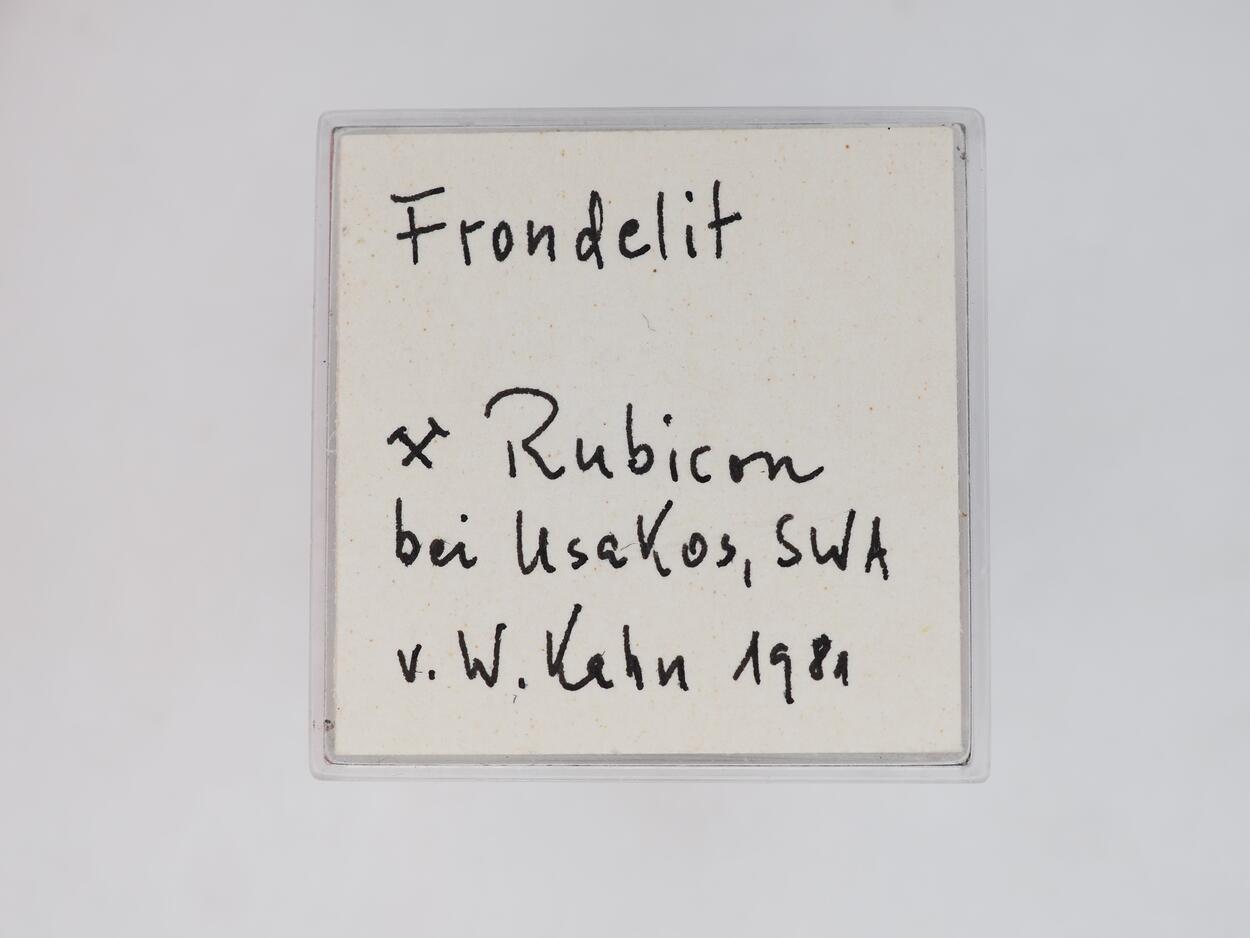 Frondelit
⚒ Rubicon
bei Usakos, SWA
v. W. Kahn 1981